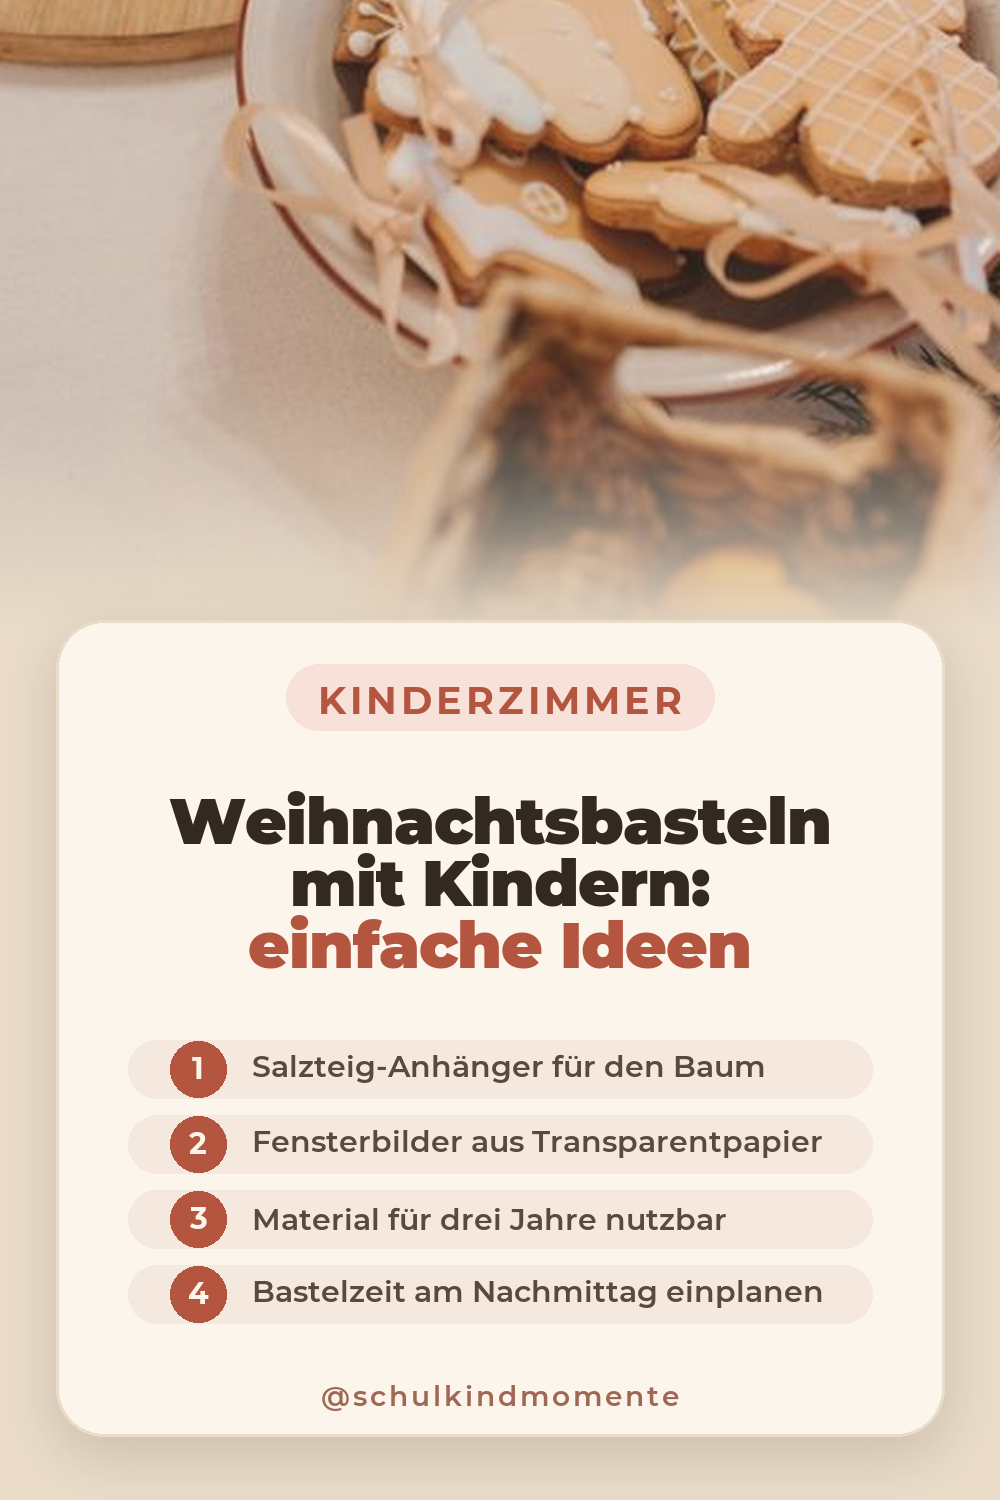 KINDERZIMMER
Weihnachtsbasteln
mit Kindern:
einfache Ideen
1 Salzteig-Anhänger für den Baum
2 Fensterbilder aus Transparentpapier
3 Material für drei Jahre nutzbar
4 Bastelzeit am Nachmittag einplanen
@schulkindmomente